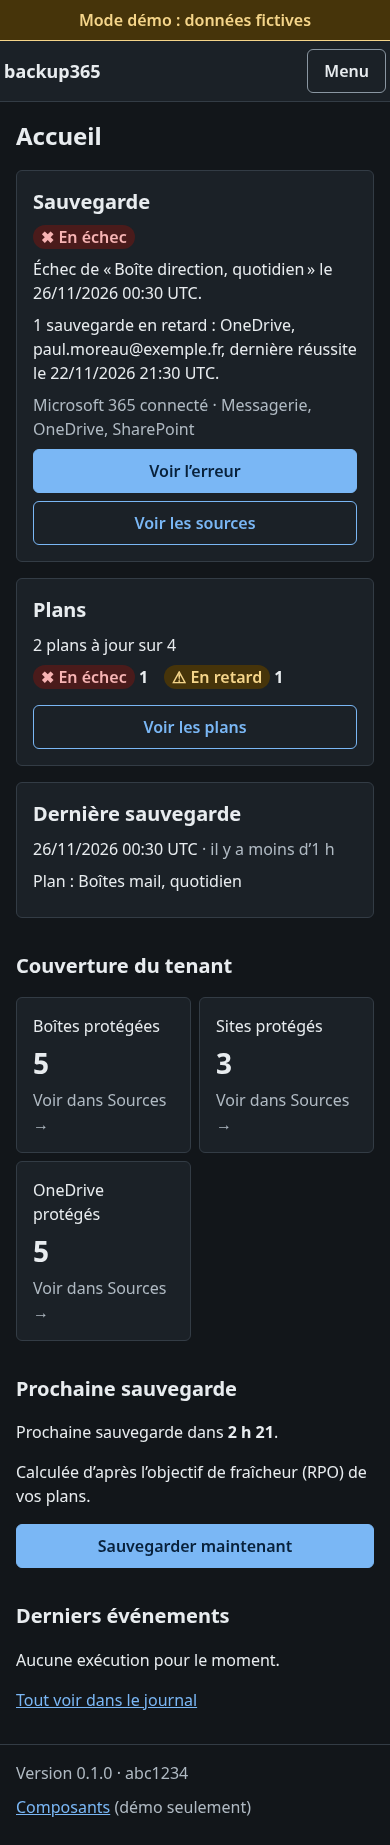 Mode démo : données fictives
backup365
Menu
Accueil
Sauvegarde
✖ En échec
Échec de « Boîte direction, quotidien » le
26/11/2026 00:30 UTC.
1 sauvegarde en retard : OneDrive,
paul.moreau@exemple.fr, dernière réussite
le 22/11/2026 21:30 UTC.
Microsoft 365 connecté · Messagerie,
OneDrive, SharePoint
Voir l’erreur
Voir les sources
Plans
2 plans à jour sur 4
✖ En échec 1 ⚠ En retard 1
Voir les plans
Dernière sauvegarde
26/11/2026 00:30 UTC · il y a moins d’1 h
Plan : Boîtes mail, quotidien
Couverture du tenant
Boîtes protégées
5
Voir dans Sources
→
Sites protégés
3
Voir dans Sources
→
OneDrive
protégés
5
Voir dans Sources
→
Prochaine sauvegarde
Prochaine sauvegarde dans 2 h 21.
Calculée d’après l’objectif de fraîcheur (RPO) de
vos plans.
Sauvegarder maintenant
Derniers événements
Aucune exécution pour le moment.
Tout voir dans le journal
Version 0.1.0 · abc1234
Composants (démo seulement)